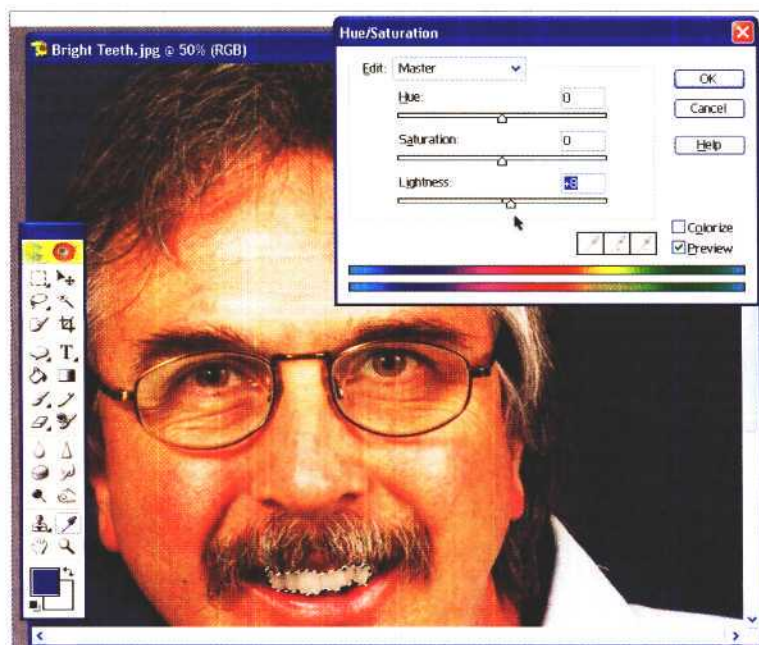 Hue/Saturation
Bright Teeth.jpg @ 50% (RGB)
Edit: Master
OK
Hue: 0
Cancel
Saturation: 0
Help
Lightness: +8
Colorize
Preview
T